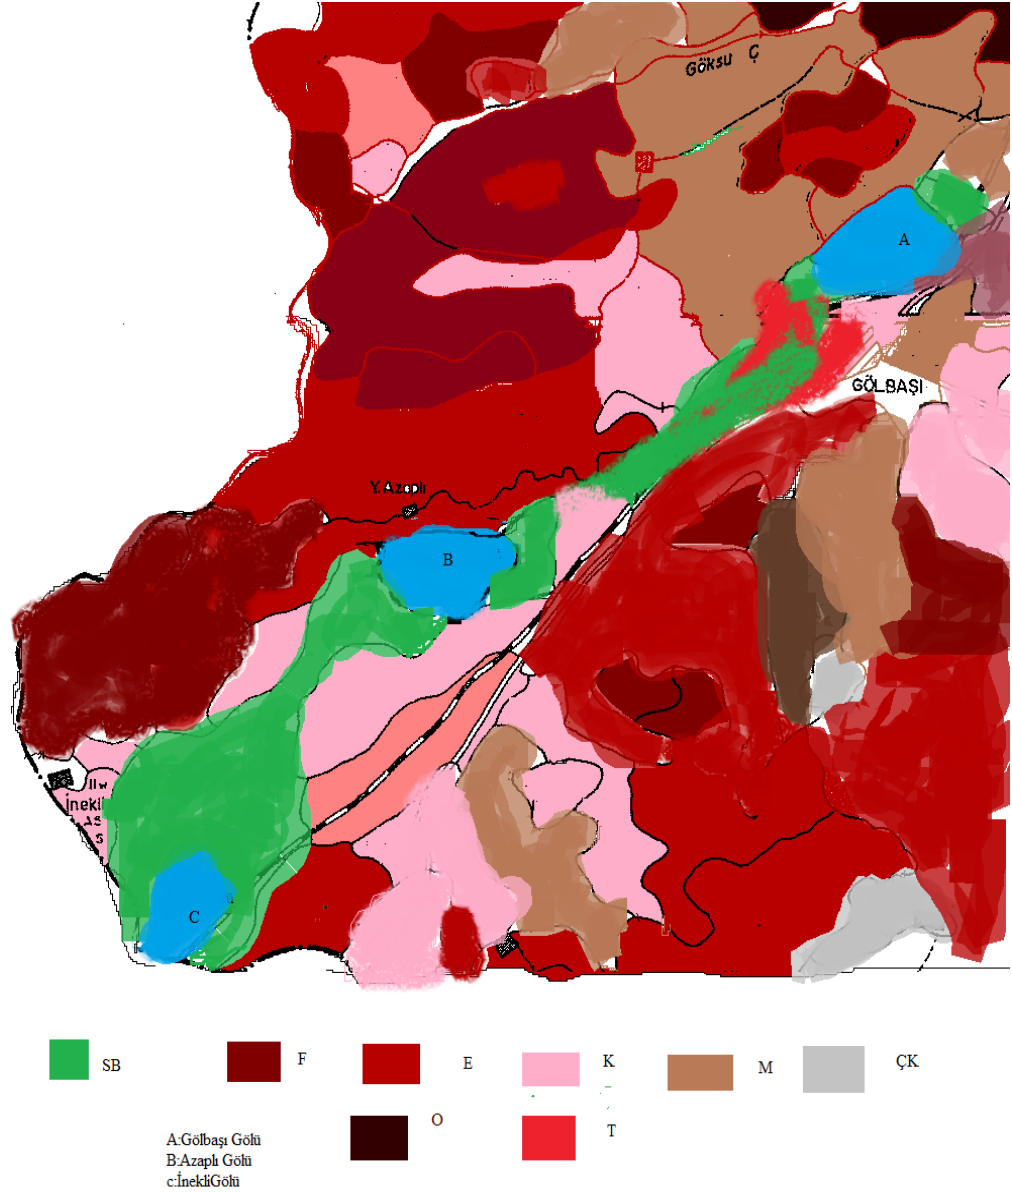 Göksu Ç
A
GÖLBAŞI
Y.Azaplı
B
İnekli
C
SB
F
E
K
M
ÇK
O
T
A:Gölbaşı Gölü
B:Azaplı Gölü
c:İnekliGölü